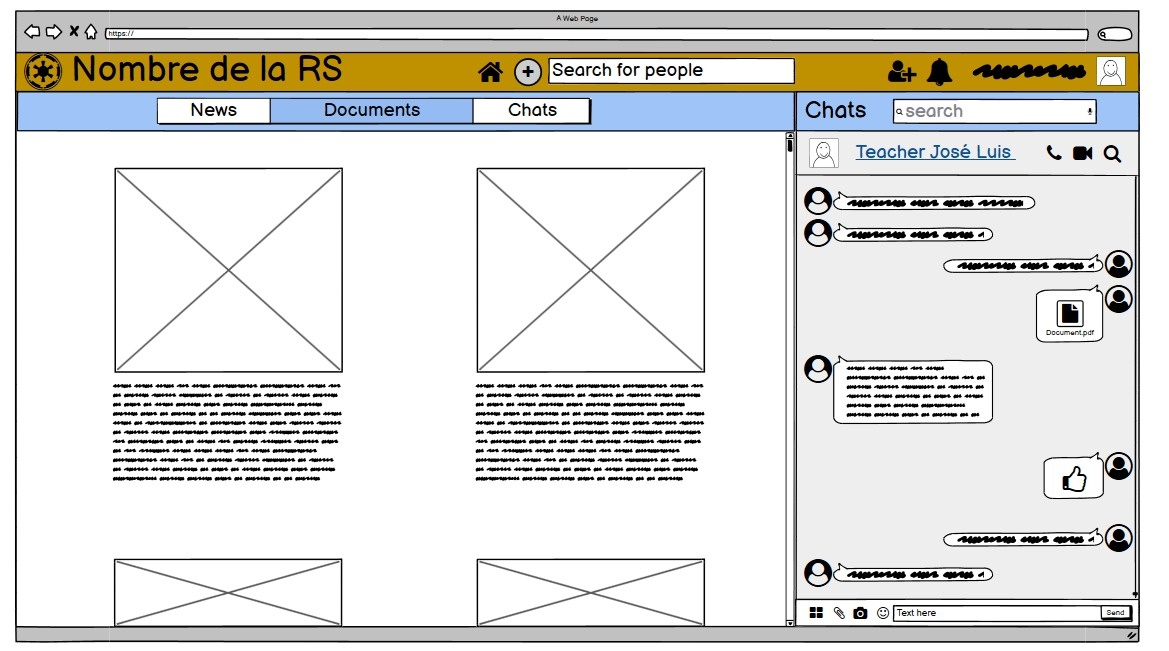 A Web Page
https://
Nombre de la RS
Search for people
News Documents Chats
Chats
search
Teacher José Luis
Document.pdf
Text here
Send